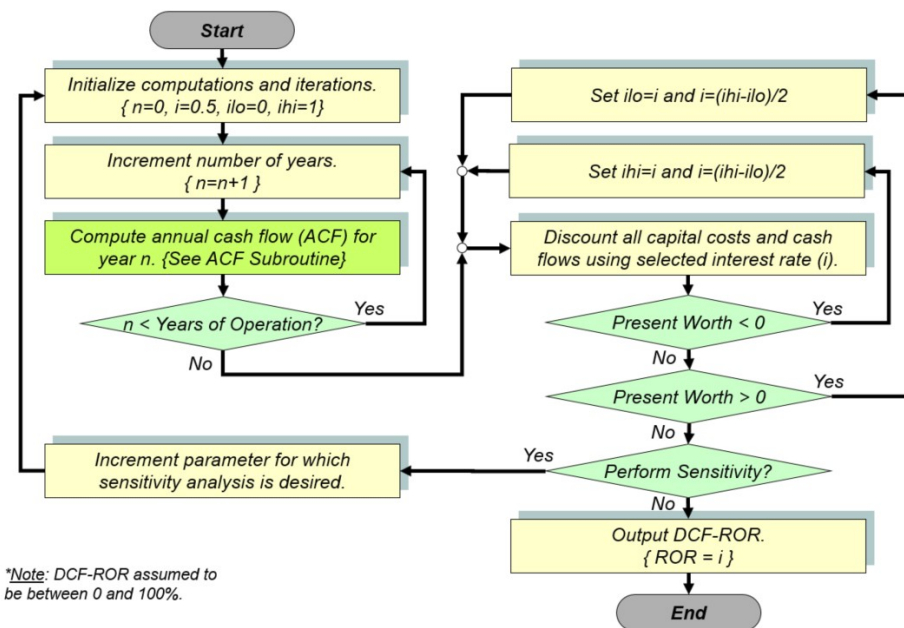 Start
Initialize computations and iterations.
{ n=0, i=0.5, ilo=0, ihi=1}
Increment number of years.
{ n=n+1 }
Compute annual cash flow (ACF) for
year n. {See ACF Subroutine}
n < Years of Operation?
Yes
No
Set ilo=i and i=(ihi-ilo)/2
Set ihi=i and i=(ihi-ilo)/2
Discount all capital costs and cash
flows using selected interest rate (i).
Present Worth < 0
Yes
No
Present Worth > 0
Yes
No
Perform Sensitivity?
Yes
No
Increment parameter for which
sensitivity analysis is desired.
Output DCF-ROR.
{ ROR = i }
End
*Note: DCF-ROR assumed to
be between 0 and 100%.